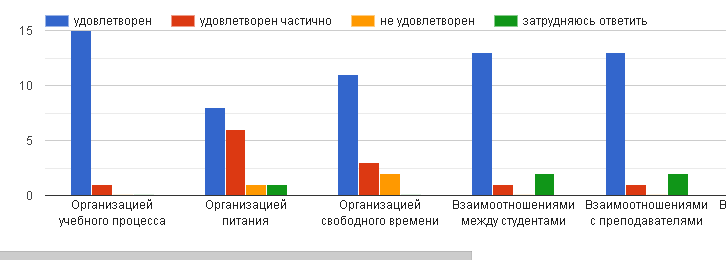 удовлетворен удовлетворен частично не удовлетворен затрудняюсь ответить
15
10
5
0
Организацией учебного процесса
Организацией питания
Организацией свободного времени
Взаимоотношениями между студентами
Взаимоотношениями с преподавателями
В